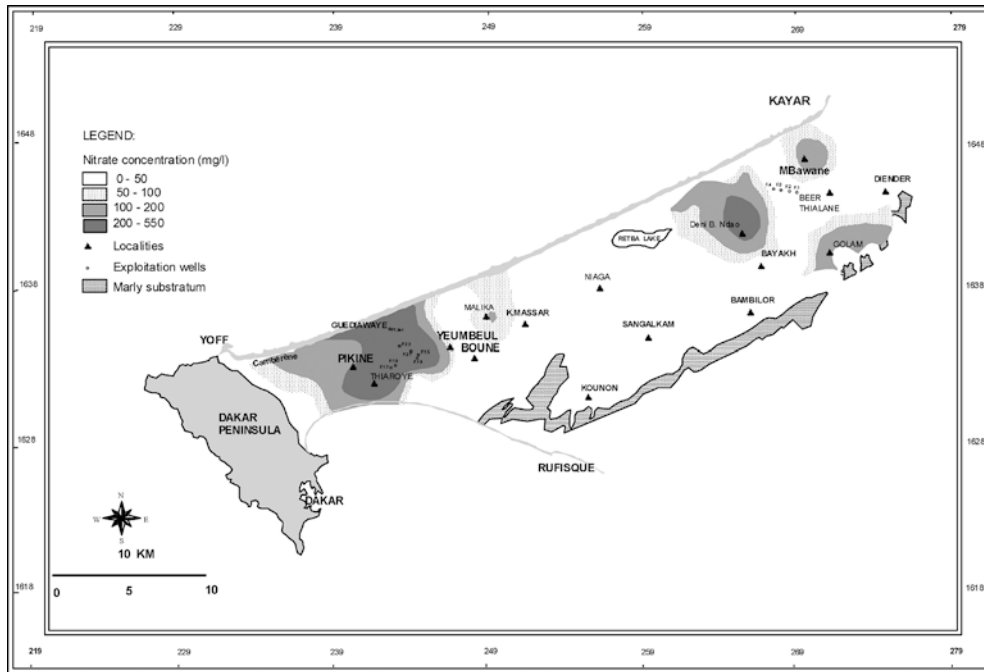 219 229 239 249 259 269 279
KAYAR
1648 1648
LEGEND:
Nitrate concentration (mg/l)
0 - 50
50 - 100
100 - 200
200 - 550
Localities
Exploitation wells
Marly substratum
MBawane
DIENDER
BEER
THIALANE
Deni B. Ndao
RETBA LAKE
GOLAM
BAYAKH
NIAGA
1638 1638
MALIKA
K.MASSAR
BAMBILOR
GUEDIAWAYE
SANGALKAM
YOFF
YEUMBEUL
BOUNE
Cambérène
PIKINE
THIAROYE
KOUNON
DAKAR
PENINSULA
1628 1628
RUFISQUE
DAKAR
N
W E
S
10 KM
0 5 10
1618 1618
219 229 239 249 259 269 279